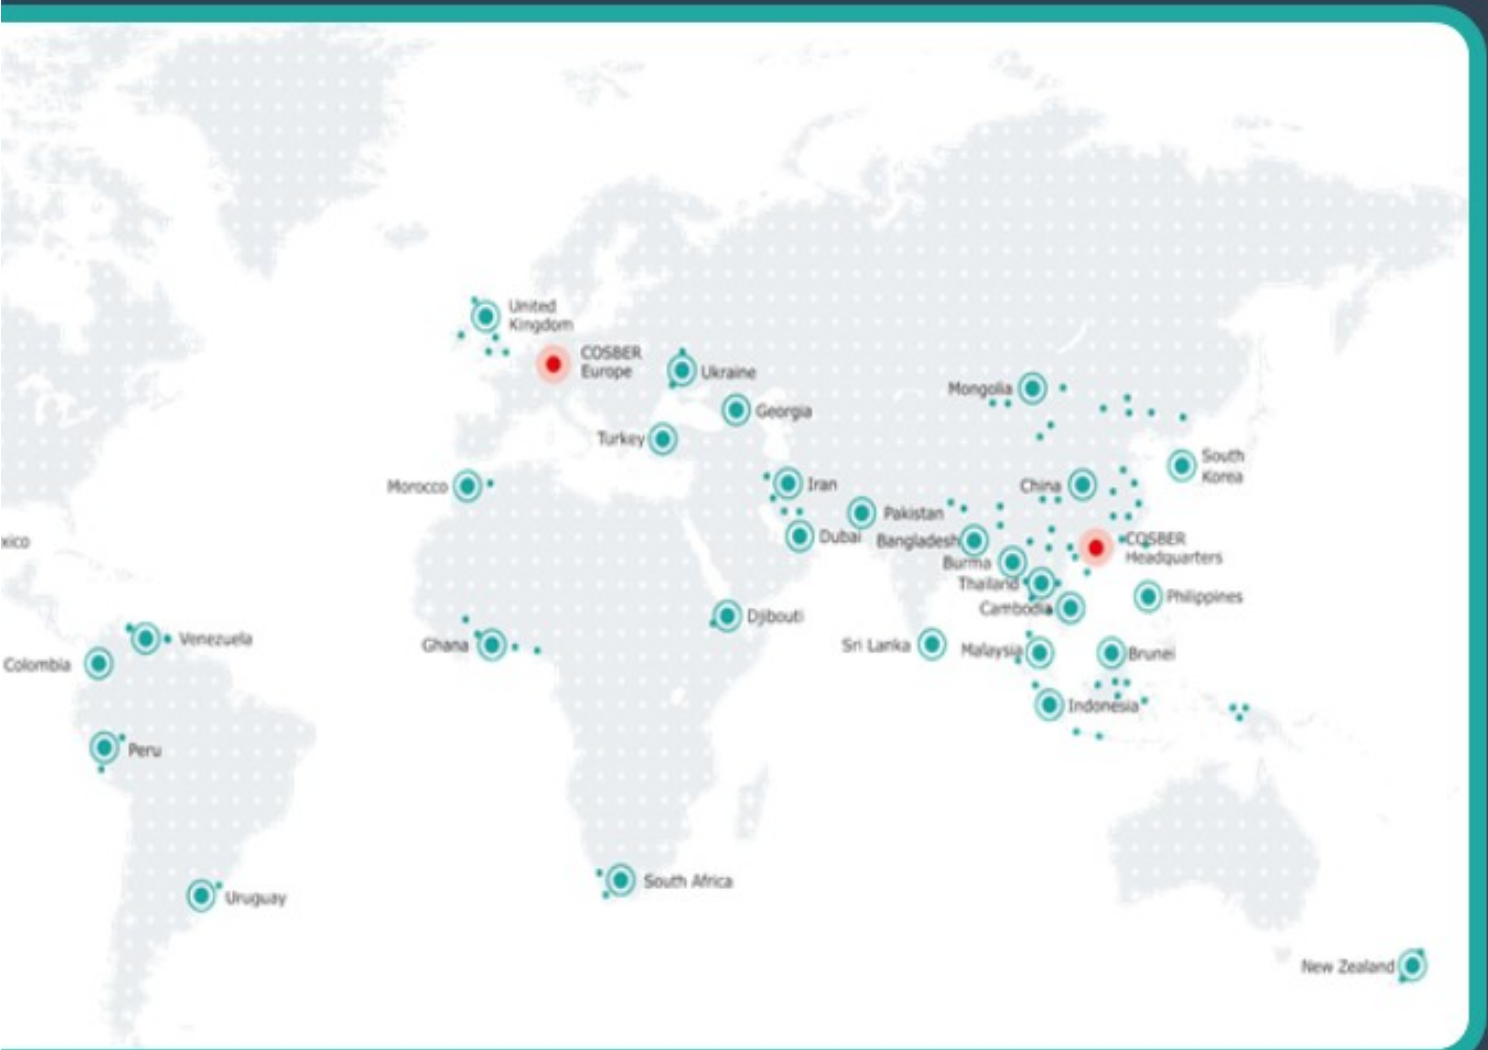 United
Kingdom
COSBER
Europe
Ukraine
Mongolia
Georgia
Turkey
South
Korea
Morocco
Iran
China
Pakistan
Dubai
Bangladesh
COSBER
Headquarters
xico
Burma
Thailand
Cambodia
Philippines
Djibouti
Venezuela
Ghana
Sri Lanka
Malaysia
Brunei
Colombia
Indonesia
Peru
South Africa
Uruguay
New Zealand